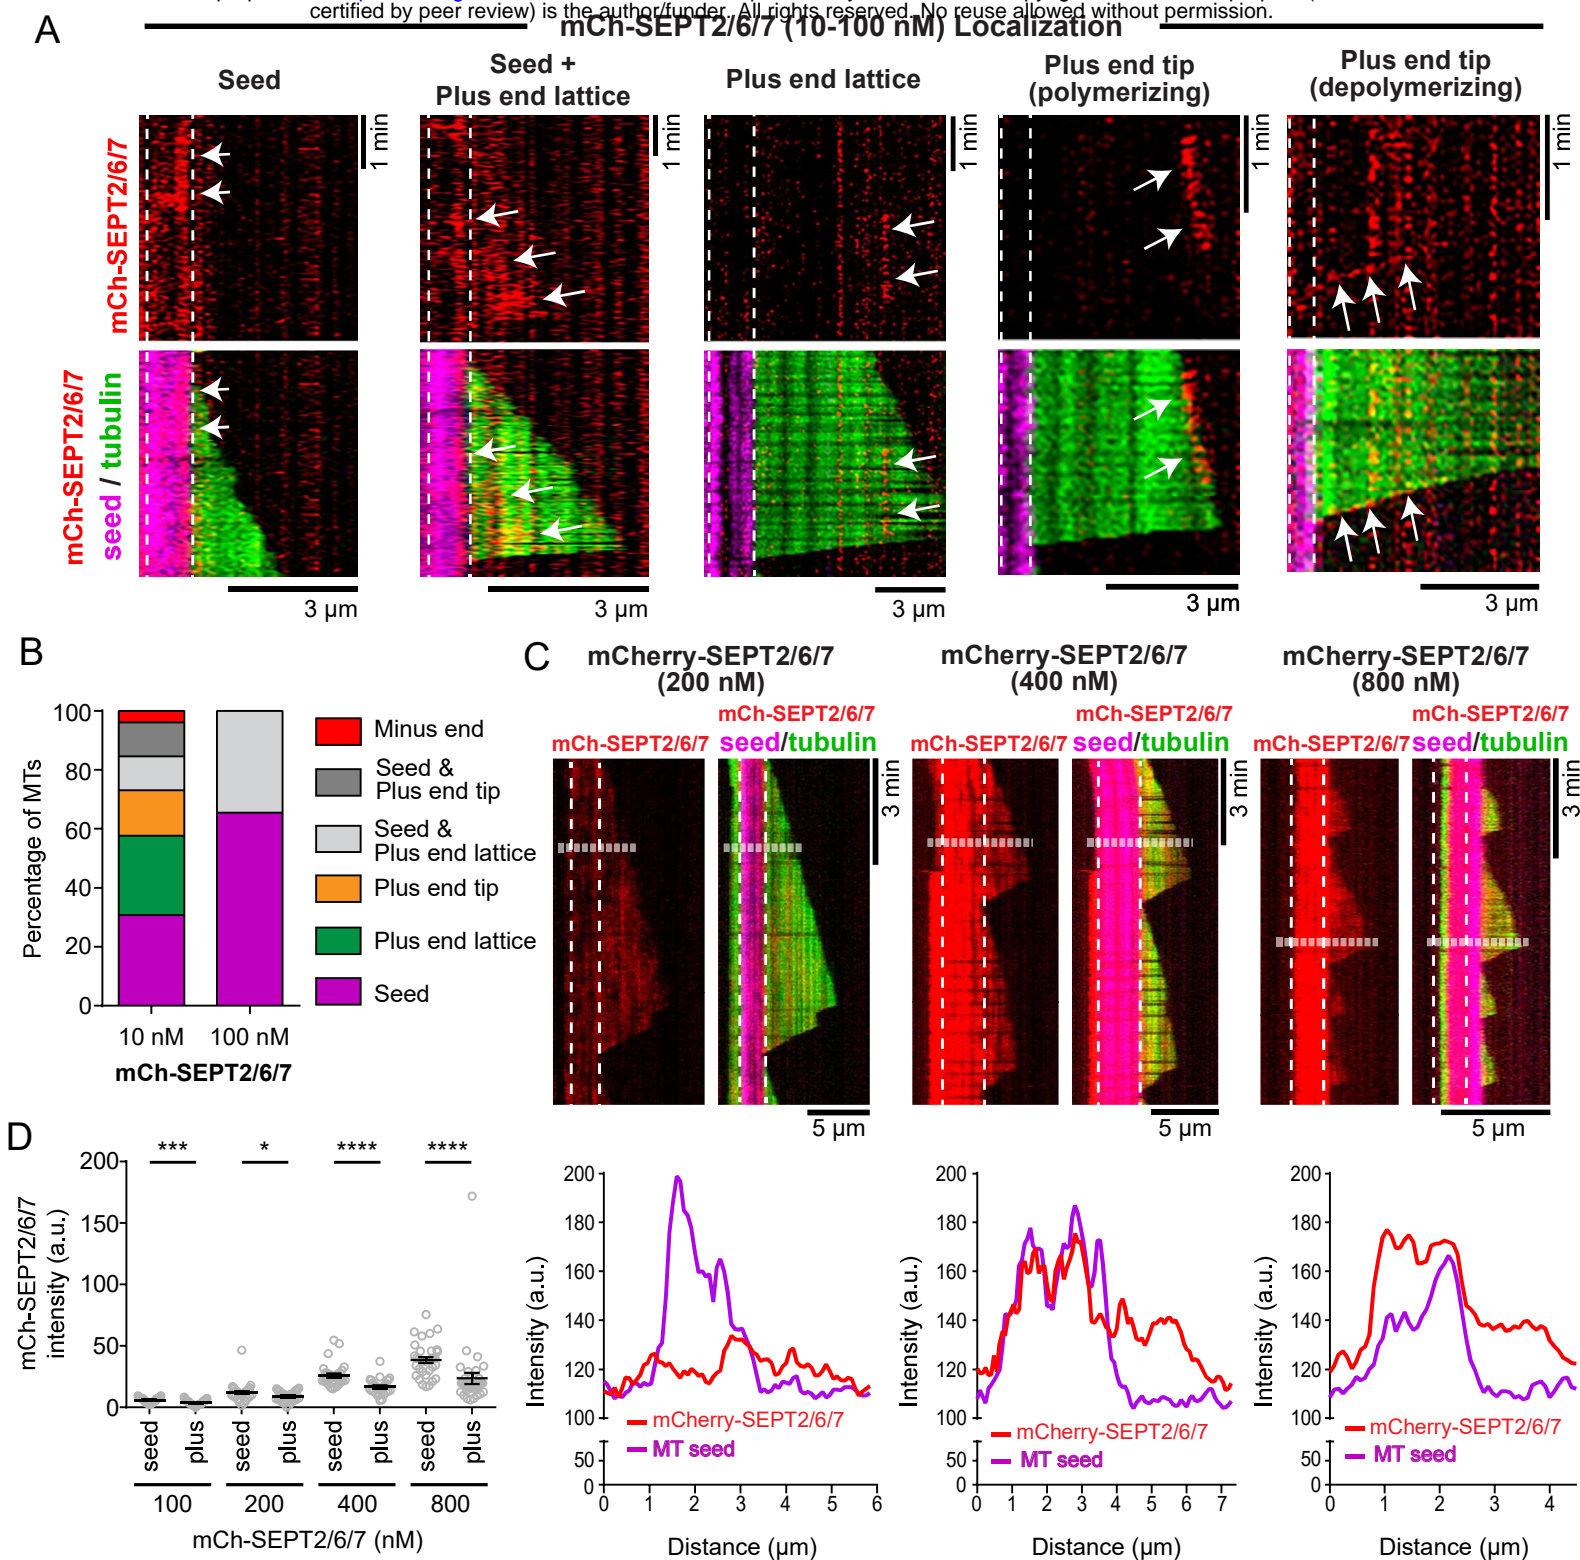 certified by peer review) is the author/funder. All rights reserved. No reuse allowed without permission.
A
mCh-SEPT2/6/7 (10-100 nM) Localization
Seed
Seed +
Plus end lattice
Plus end lattice
Plus end tip
(polymerizing)
Plus end tip
(depolymerizing)
mCh-SEPT2/6/7
1 min
1 min
1 min
1 min
1 min
mCh-SEPT2/6/7
seed / tubulin
3 µm
3 µm
3 µm
3 µm
3 µm
B
Percentage of MTs
100
80
60
40
20
0
10 nM
100 nM
mCh-SEPT2/6/7
Minus end
Seed &
Plus end tip
Seed &
Plus end lattice
Plus end tip
Plus end lattice
Seed
C
mCherry-SEPT2/6/7
(200 nM)
mCherry-SEPT2/6/7
(400 nM)
mCherry-SEPT2/6/7
(800 nM)
mCh-SEPT2/6/7
mCh-SEPT2/6/7
seed/tubulin
3 min
5 µm
mCh-SEPT2/6/7
mCh-SEPT2/6/7
seed/tubulin
3 min
5 µm
mCh-SEPT2/6/7
mCh-SEPT2/6/7
seed/tubulin
3 min
5 µm
Intensity (a.u.)
200
180
160
140
120
100
50
0
mCherry-SEPT2/6/7
MT seed
0 1 2 3 4 5 6
Distance (µm)
Intensity (a.u.)
200
180
160
140
120
100
50
0
mCherry-SEPT2/6/7
MT seed
0 1 2 3 4 5 6 7
Distance (µm)
Intensity (a.u.)
200
180
160
140
120
100
50
0
mCherry-SEPT2/6/7
MT seed
0 1 2 3 4
Distance (µm)
D
mCh-SEPT2/6/7
intensity (a.u.)
200
150
100
50
0
*** * **** ****
seed plus seed plus seed plus seed plus
100 200 400 800
mCh-SEPT2/6/7 (nM)